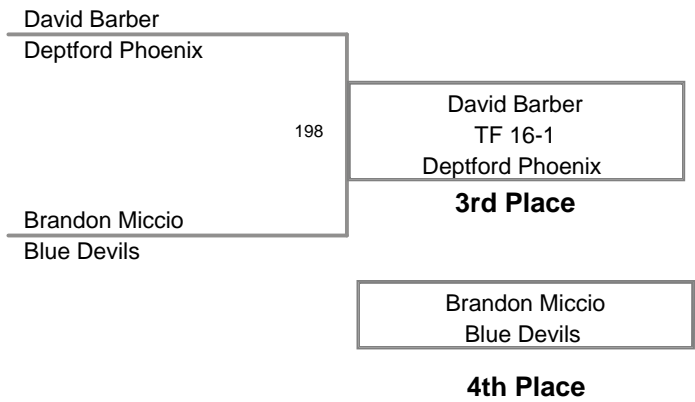 David Barber
Deptford Phoenix
198
David Barber
TF 16-1
Deptford Phoenix
3rd Place
Brandon Miccio
Blue Devils
Brandon Miccio
Blue Devils
4th Place